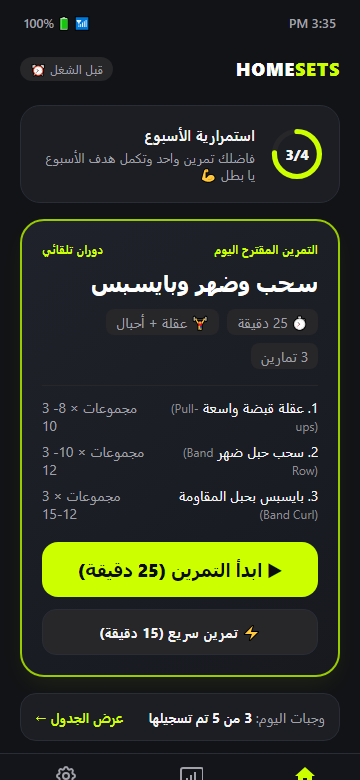 3:35 PM
100%
HOMESETS
قبل الشغل
استمرارية الأسبوع
فاضلك تمرين واحد وتكمل هدف الأسبوع
يا بطل 💪
3/4
التمرين المقترح اليوم
دوران تلقائي
سحب وضهر وبايسبس
⏱ 25 دقيقة
عقلة + أحبال
3 تمارين
1. عقلة قبضة واسعة (Pull-ups)
3 مجموعات × 8-10
2. سحب حبل ضهر (Band Row)
3 مجموعات × 10-12
3. بايسبس بحبل المقاومة (Band Curl)
3 مجموعات × 12-15
▶ ابدأ التمرين (25 دقيقة)
⚡ تمرين سريع (15 دقيقة)
وجبات اليوم: 3 من 5 تم تسجيلها
عرض الجدول ←